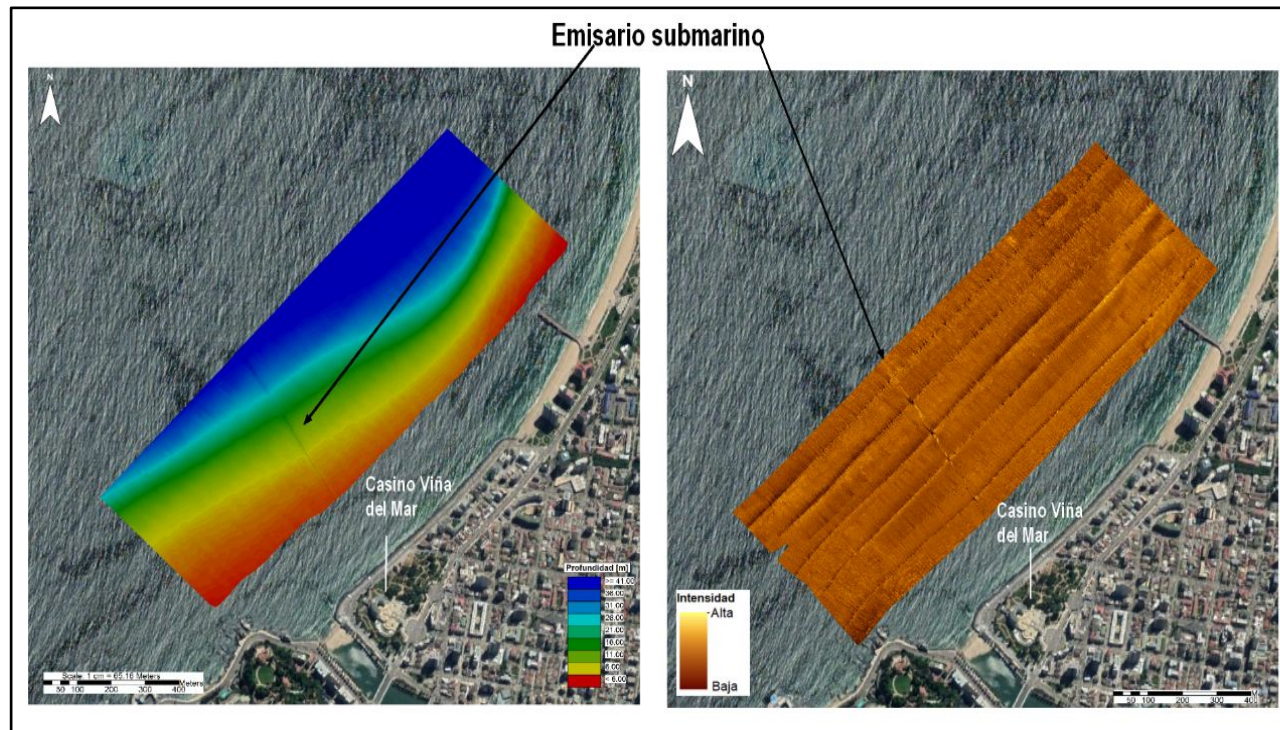 Emisario submarino
N
Casino Viña
del Mar
Profundidad [m]
>= 41.00
36.00
31.00
26.00
21.00
16.00
11.00
6.00
< 6.00
Scale: 1 cm = 65.16 Meters
Meters
50 100 200 300 400
N
Casino Viña
del Mar
Intensidad
Alta
Baja
50 100 200 300 400